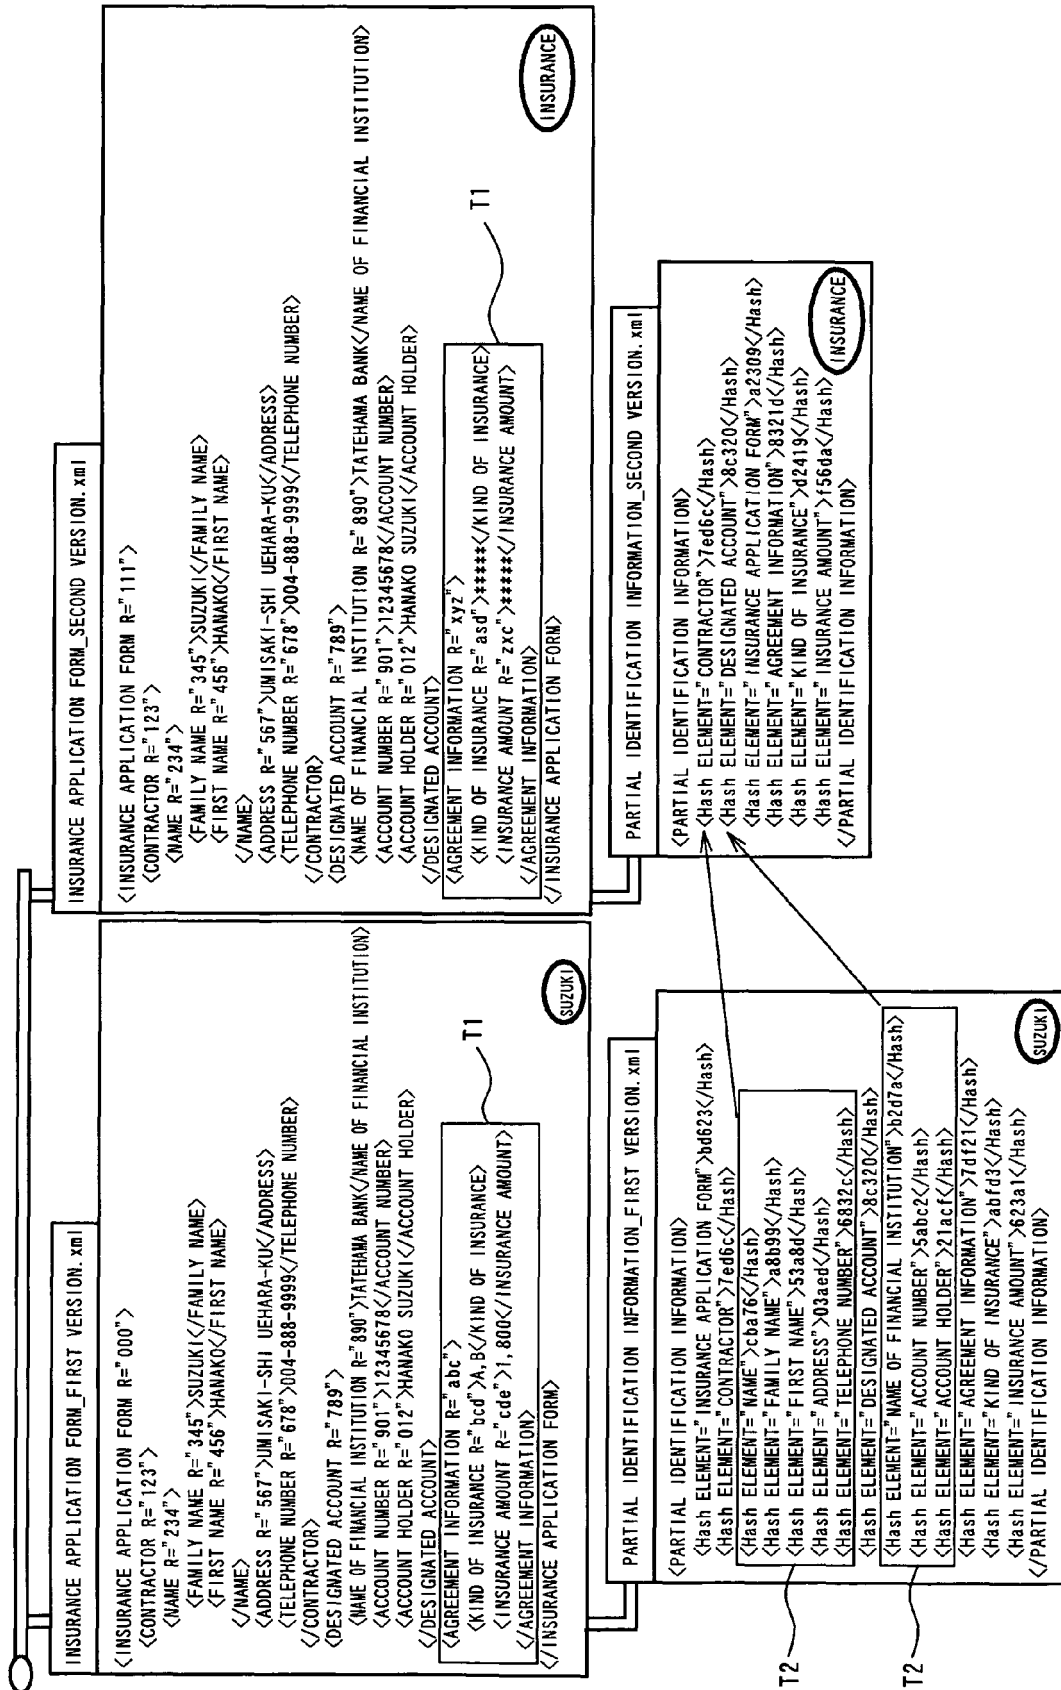 INSURANCE APPLICATION FORM_FIRST VERSION.xml
<INSURANCE APPLICATION FORM R="000">
<CONTRACTOR R="123">
<NAME R="234">
<FAMILY NAME R="345">SUZUKI</FAMILY NAME>
<FIRST NAME R="456">HANAKO</FIRST NAME>
</NAME>
<ADDRESS R="567">UMISAKI-SHI UEHARA-KU</ADDRESS>
<TELEPHONE NUMBER R="678">004-888-9999</TELEPHONE NUMBER>
</CONTRACTOR>
<DESIGNATED ACCOUNT R="789">
<NAME OF FINANCIAL INSTITUTION R="890">TATEHAMA BANK</NAME OF FINANCIAL INSTITUTION>
<ACCOUNT NUMBER R="901">12345678</ACCOUNT NUMBER>
<ACCOUNT HOLDER R="012">HANAKO SUZUKI</ACCOUNT HOLDER>
</DESIGNATED ACCOUNT>
<AGREEMENT INFORMATION R="abc">
<KIND OF INSURANCE R="bcd">A,B</KIND OF INSURANCE>
<INSURANCE AMOUNT R="cde">1,800</INSURANCE AMOUNT>
</AGREEMENT INFORMATION>
</INSURANCE APPLICATION FORM>
T1
SUZUKI
INSURANCE APPLICATION FORM_SECOND VERSION.xml
<INSURANCE APPLICATION FORM R="111">
<CONTRACTOR R="123">
<NAME R="234">
<FAMILY NAME R="345">SUZUKI</FAMILY NAME>
<FIRST NAME R="456">HANAKO</FIRST NAME>
</NAME>
<ADDRESS R="567">UMISAKI-SHI UEHARA-KU</ADDRESS>
<TELEPHONE NUMBER R="678">004-888-9999</TELEPHONE NUMBER>
</CONTRACTOR>
<DESIGNATED ACCOUNT R="789">
<NAME OF FINANCIAL INSTITUTION R="890">TATEHAMA BANK</NAME OF FINANCIAL INSTITUTION>
<ACCOUNT NUMBER R="901">12345678</ACCOUNT NUMBER>
<ACCOUNT HOLDER R="012">HANAKO SUZUKI</ACCOUNT HOLDER>
</DESIGNATED ACCOUNT>
<AGREEMENT INFORMATION R="xyz">
<KIND OF INSURANCE R="asd">*****</KIND OF INSURANCE>
<INSURANCE AMOUNT R="zxc">*****</INSURANCE AMOUNT>
</AGREEMENT INFORMATION>
</INSURANCE APPLICATION FORM>
T1
INSURANCE
PARTIAL IDENTIFICATION INFORMATION_FIRST VERSION.xml
<PARTIAL IDENTIFICATION INFORMATION>
<Hash ELEMENT="INSURANCE APPLICATION FORM">bd623</Hash>
<Hash ELEMENT="CONTRACTOR">7ed6c</Hash>
<Hash ELEMENT="NAME">cba76</Hash>
<Hash ELEMENT="FAMILY NAME">a8b99</Hash>
<Hash ELEMENT="FIRST NAME">53a8d</Hash>
<Hash ELEMENT="ADDRESS">03aed</Hash>
<Hash ELEMENT="TELEPHONE NUMBER">6832c</Hash>
<Hash ELEMENT="DESIGNATED ACCOUNT">8c320</Hash>
<Hash ELEMENT="NAME OF FINANCIAL INSTITUTION">b2d7a</Hash>
<Hash ELEMENT="ACCOUNT NUMBER">5abc2</Hash>
<Hash ELEMENT="ACCOUNT HOLDER">21acf</Hash>
<Hash ELEMENT="AGREEMENT INFORMATION">7df21</Hash>
<Hash ELEMENT="KIND OF INSURANCE">abfd3</Hash>
<Hash ELEMENT="INSURANCE AMOUNT">623a1</Hash>
</PARTIAL IDENTIFICATION INFORMATION>
T2
T2
SUZUKI
PARTIAL IDENTIFICATION INFORMATION_SECOND VERSION.xml
<PARTIAL IDENTIFICATION INFORMATION>
<Hash ELEMENT="CONTRACTOR">7ed6c</Hash>
<Hash ELEMENT="DESIGNATED ACCOUNT">8c320</Hash>
<Hash ELEMENT="INSURANCE APPLICATION FORM">a2309</Hash>
<Hash ELEMENT="AGREEMENT INFORMATION">8321d</Hash>
<Hash ELEMENT="KIND OF INSURANCE">d2419</Hash>
<Hash ELEMENT="INSURANCE AMOUNT">f56da</Hash>
</PARTIAL IDENTIFICATION INFORMATION>
INSURANCE